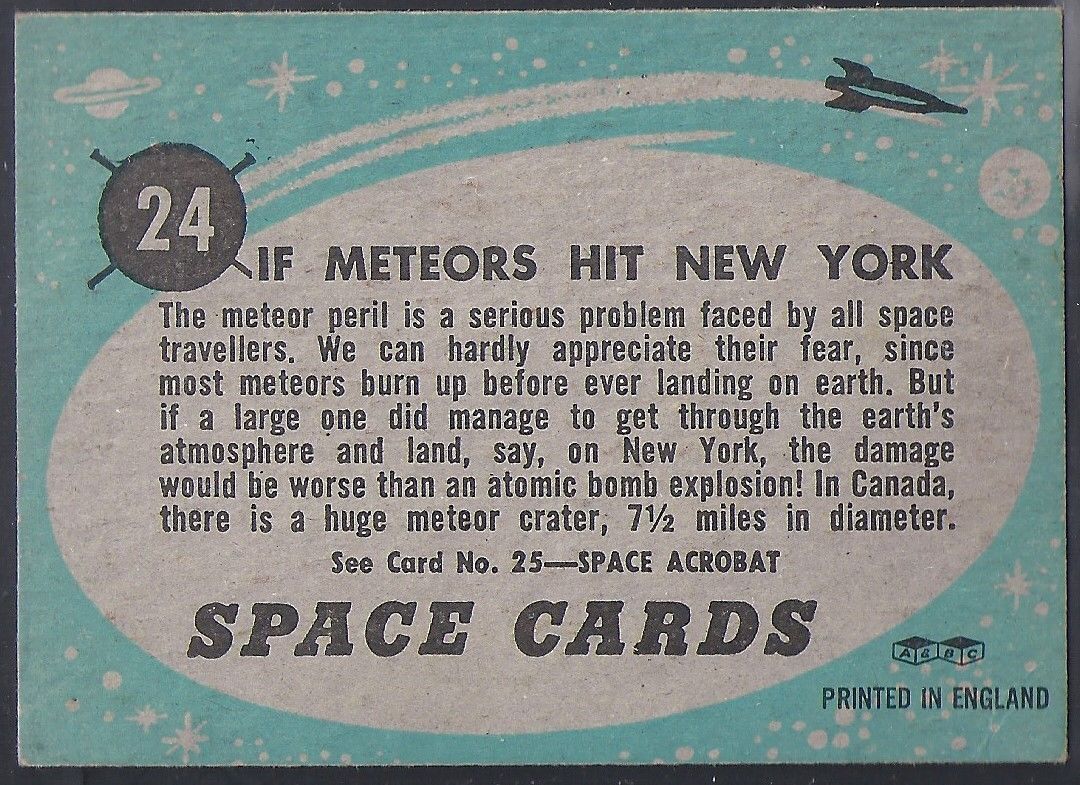 24
IF METEORS HIT NEW YORK
The meteor peril is a serious problem faced by all space
travellers. We can hardly appreciate their fear, since
most meteors burn up before ever landing on earth. But
if a large one did manage to get through the earth's
atmosphere and land, say, on New York, the damage
would be worse than an atomic bomb explosion! In Canada,
there is a huge meteor crater, 7½ miles in diameter.
See Card No. 25—SPACE ACROBAT
SPACE CARDS
A & B C
PRINTED IN ENGLAND